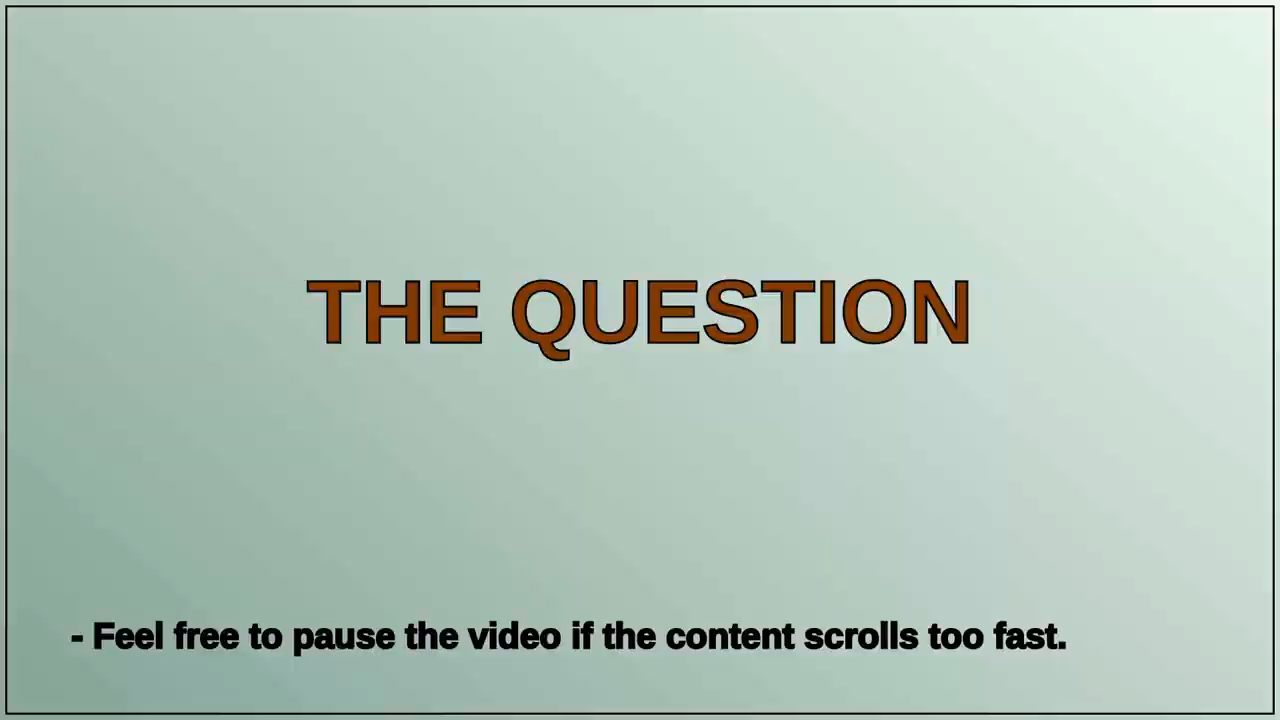 THE QUESTION
- Feel free to pause the video if the content scrolls too fast.